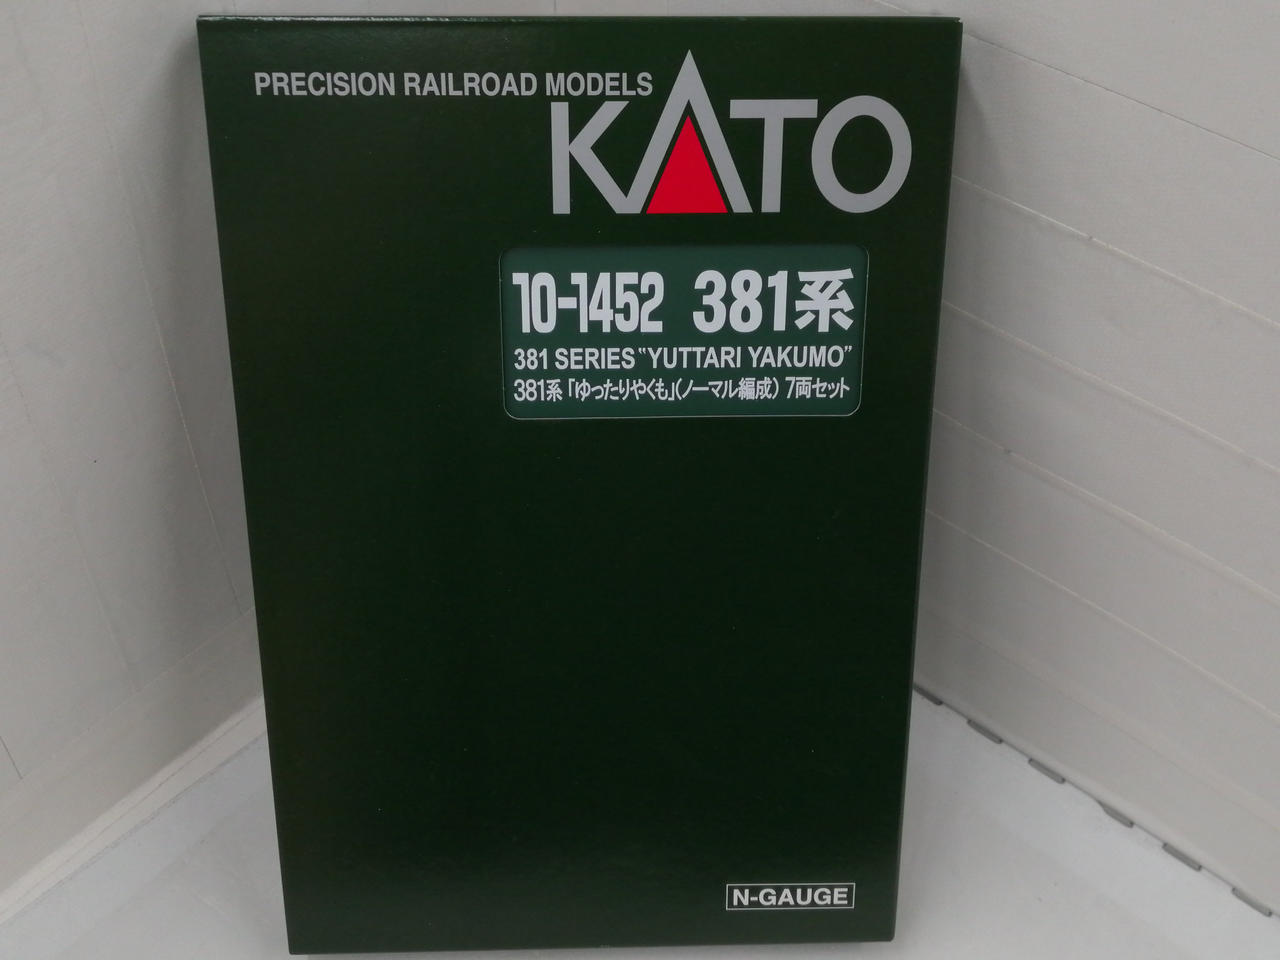 PRECISION RAILROAD MODELS
KATO
10-1452 381系
381 SERIES "YUTTARI YAKUMO"
381系「ゆったりやくも」(ノーマル編成) 7両セット
N-GAUGE